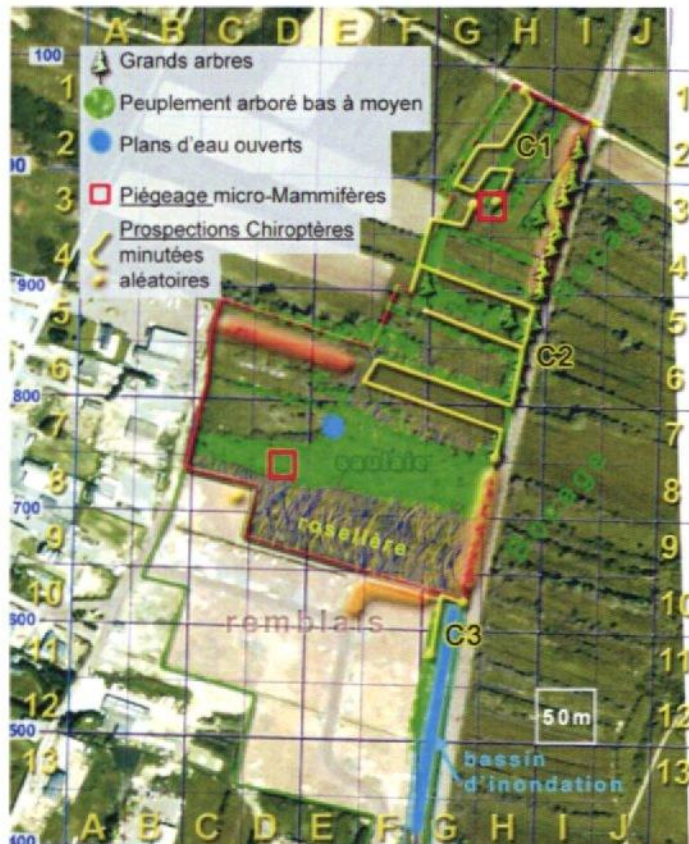 A B C D E F G H I J
100
Grands arbres
1
1
Peuplement arboré bas à moyen
2
C1
2
Plans d'eau ouverts
3
Piégeage micro-Mammifères
3
Prospections Chiroptères
4
minutées
4
900
aléatoires
5
5
C2
6
6
800
Bocage
7
7
saulaie
8
8
700
roselière
Bocage
9
9
10
10
600
remblais
C3
11
11
12
50m
12
500
bassin
13
d'inondation
13
A B C D E F G H I J
400